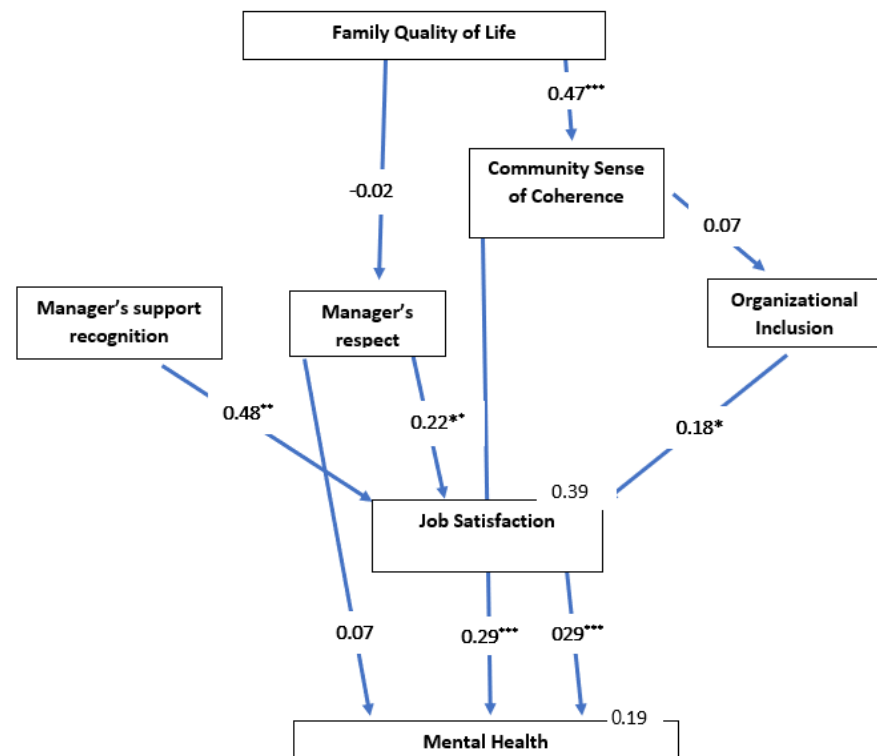 Family Quality of Life
0.47***
Community Sense
of Coherence
-0.02
0.07
Manager's support
recognition
Manager's
respect
Organizational
Inclusion
0.48**
0.22**
0.18*
0.39
Job Satisfaction
0.07
0.29***
029***
0.19
Mental Health